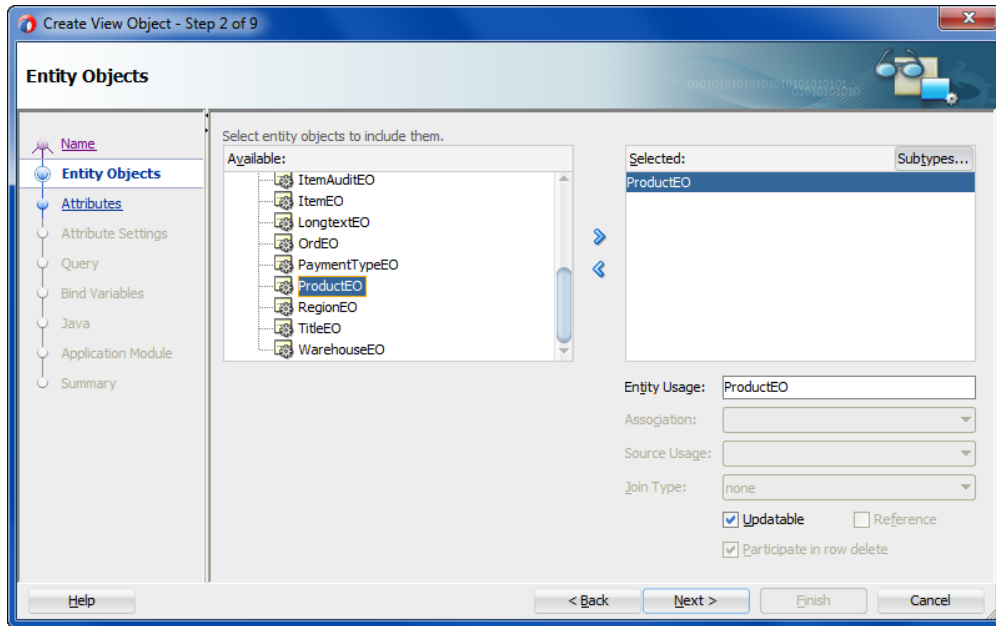 Create View Object - Step 2 of 9
Entity Objects
Name
Entity Objects
Attributes
Attribute Settings
Query
Bind Variables
Java
Application Module
Summary
Select entity objects to include them.
Available:
ItemAuditEO
ItemEO
LongtextEO
OrdEO
PaymentTypeEO
ProductEO
RegionEO
TitleEO
WarehouseEO
Selected:
Subtypes...
ProductEO
Entity Usage: ProductEO
Association:
Source Usage:
Join Type: none
Updatable Reference
Participate in row delete
Help < Back Next > Finish Cancel